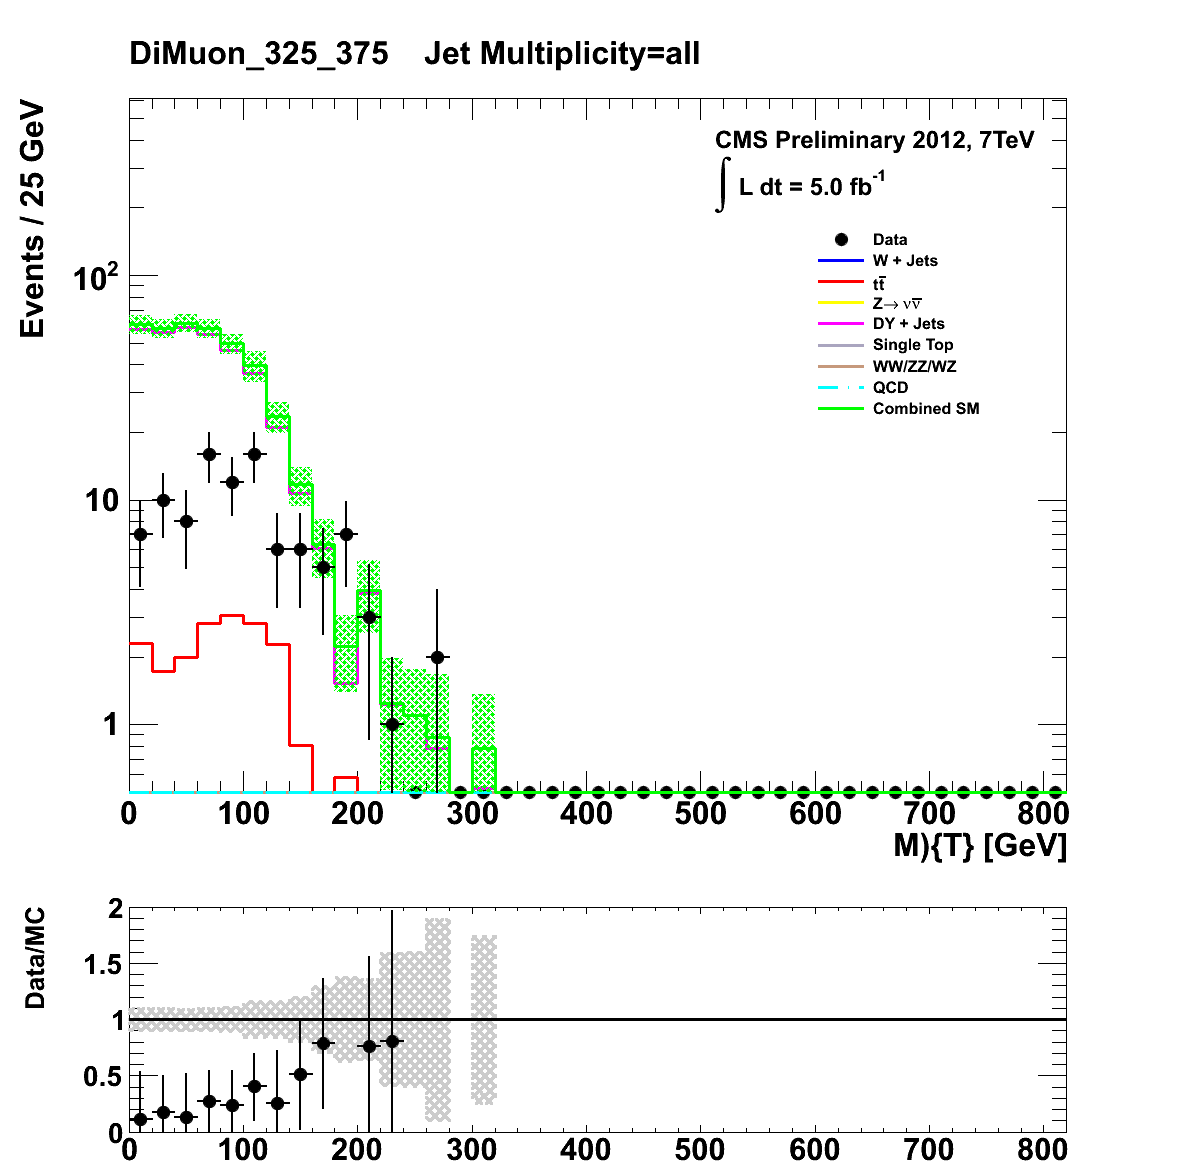 DiMuon_325_375 Jet Multiplicity=all
Events / 25 GeV
CMS Preliminary 2012, 7TeV
∫ L dt = 5.0 fb⁻¹
Data
W + Jets
tt̅
Z→ νν̅
DY + Jets
Single Top
WW/ZZ/WZ
QCD
Combined SM
10²
10
1
0 100 200 300 400 500 600 700 800
M){T} [GeV]
Data/MC
2
1.5
1
0.5
0
0 100 200 300 400 500 600 700 800